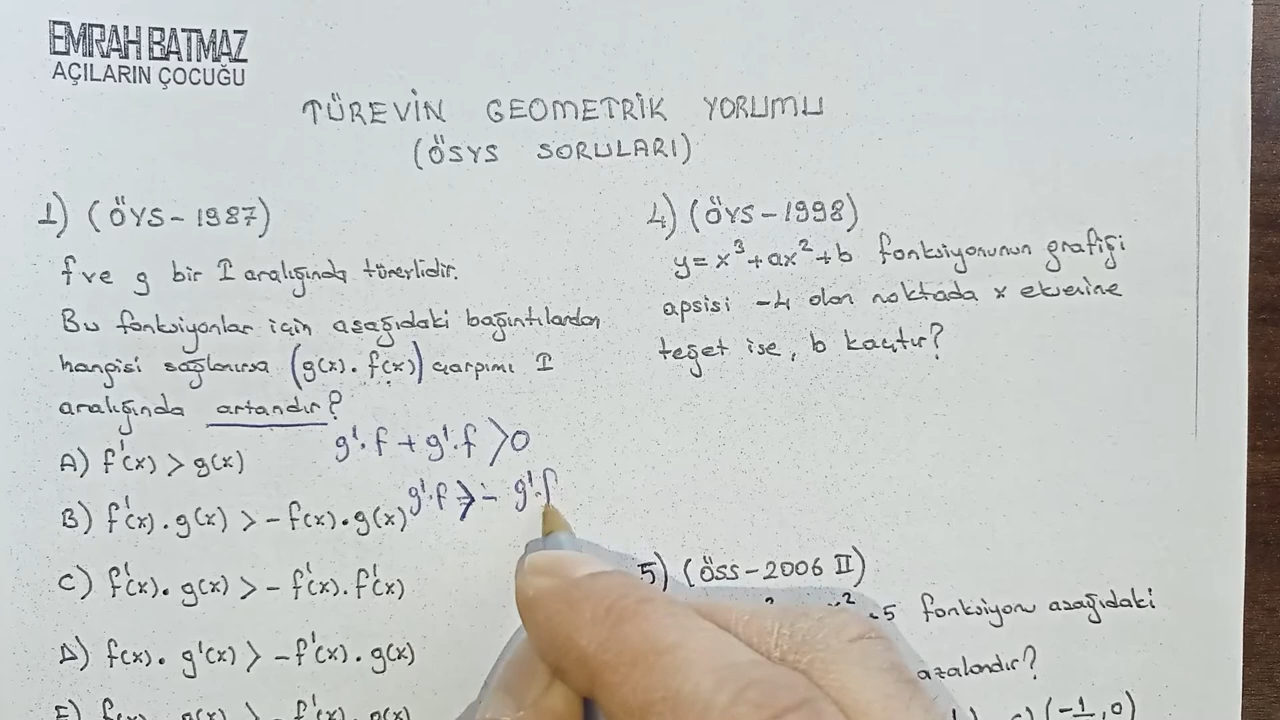 EMRAH BATMAZ
AÇILARIN ÇOCUĞU
TÜREVİN GEOMETRİK YORUMU
(ÖSYS SORULARI)
1) (ÖYS-1987)
f ve g bir I aralığında türevlidir.
Bu fonksiyonlar için aşağıdaki bağıntılardan
hangisi sağlanırsa (g(x).f(x)) çarpımı I
aralığında artandır?
g'.f + g'.f > 0
A) f'(x) > g(x)
g'.f > - g'.f
B) f'(x).g(x) > -f(x).g(x)
C) f'(x).g(x) > -f'(x).f'(x)
D) f(x).g'(x) > -f'(x).g(x)
4) (ÖYS-1998)
y=x³+ax²+b fonksiyonunun grafiği
apsisi -4 olan noktada x eksenine
teğet ise, b kaçtır?
5) (ÖSS-2006 II)
-5 fonksiyonu aşağıdaki
azalandır?